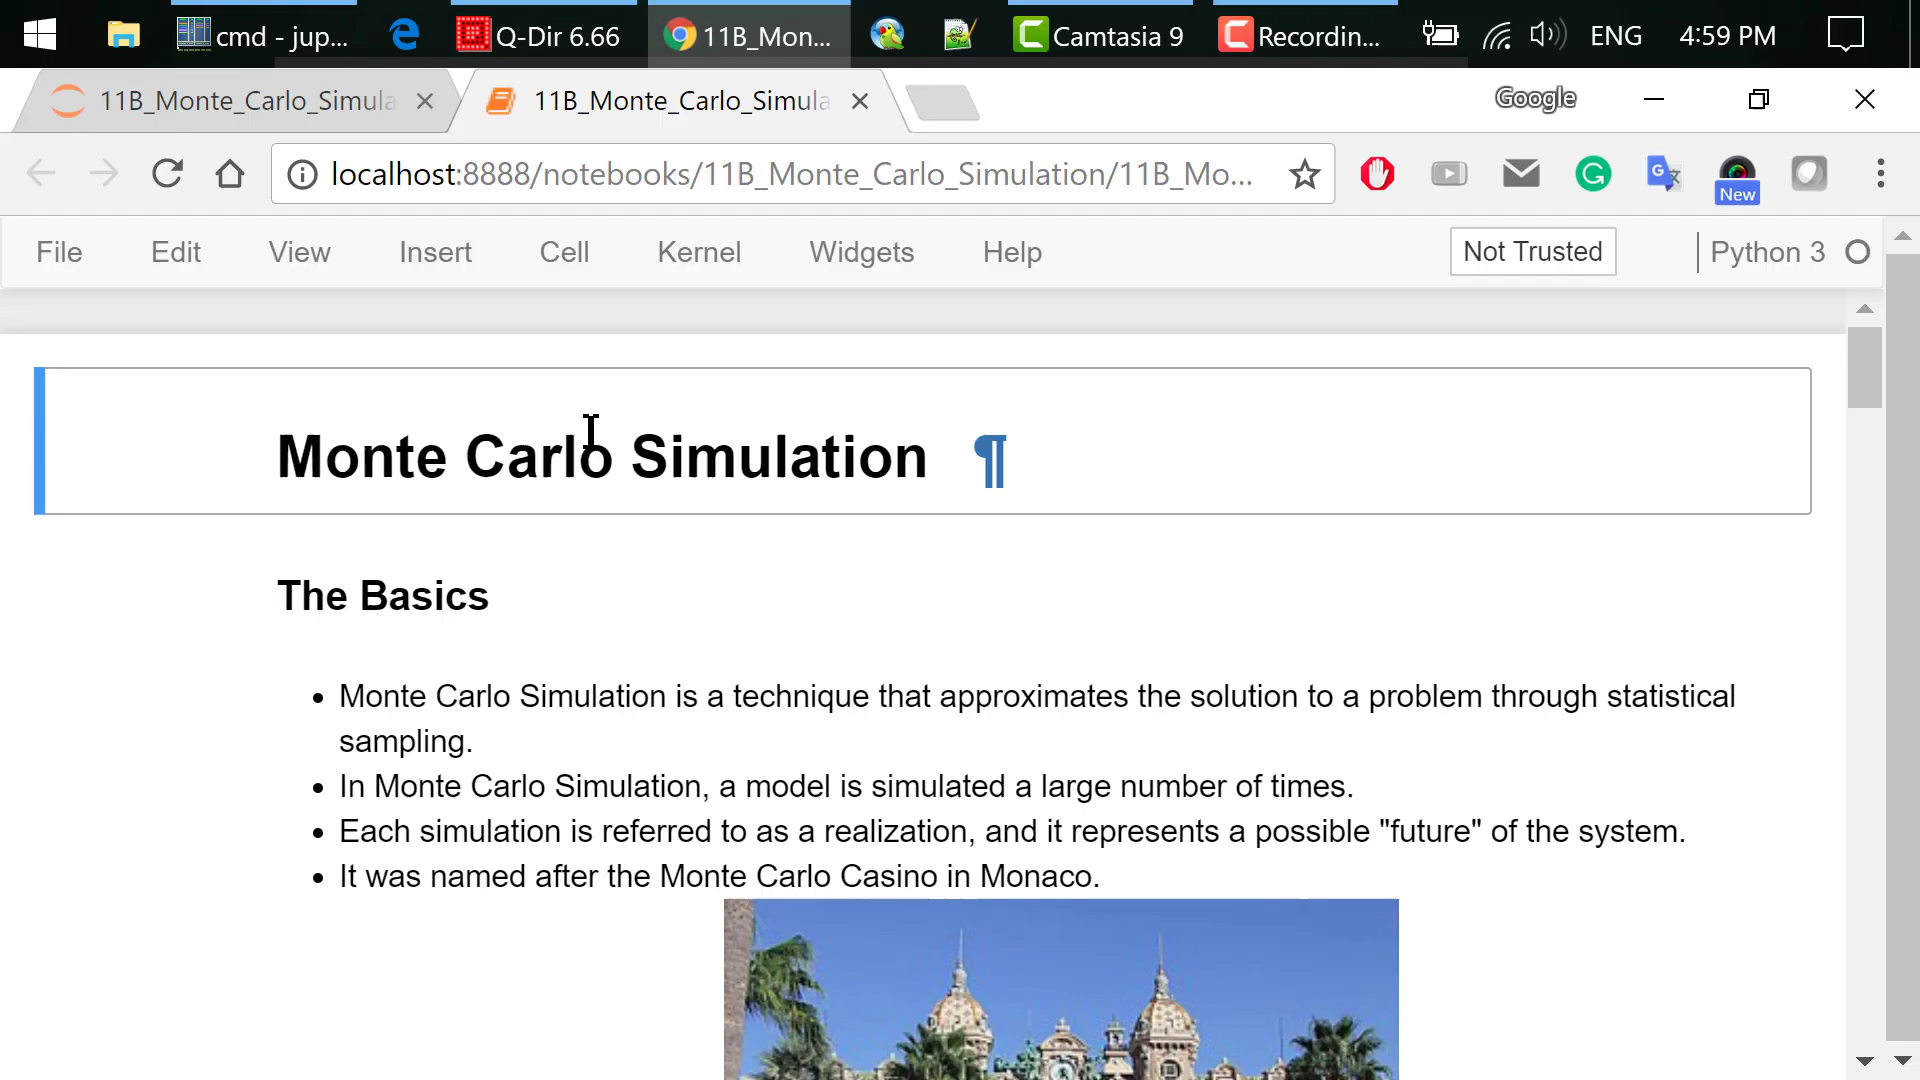 cmd - jup...
Q-Dir 6.66
11B_Mon...
Camtasia 9
Recordin...
ENG
4:59 PM
11B_Monte_Carlo_Simula
11B_Monte_Carlo_Simula
Google
localhost:8888/notebooks/11B_Monte_Carlo_Simulation/11B_Mo...
New
File Edit View Insert Cell Kernel Widgets Help
Not Trusted
Python 3
Monte Carlo Simulation ¶
The Basics
• Monte Carlo Simulation is a technique that approximates the solution to a problem through statistical
sampling.
• In Monte Carlo Simulation, a model is simulated a large number of times.
• Each simulation is referred to as a realization, and it represents a possible "future" of the system.
• It was named after the Monte Carlo Casino in Monaco.